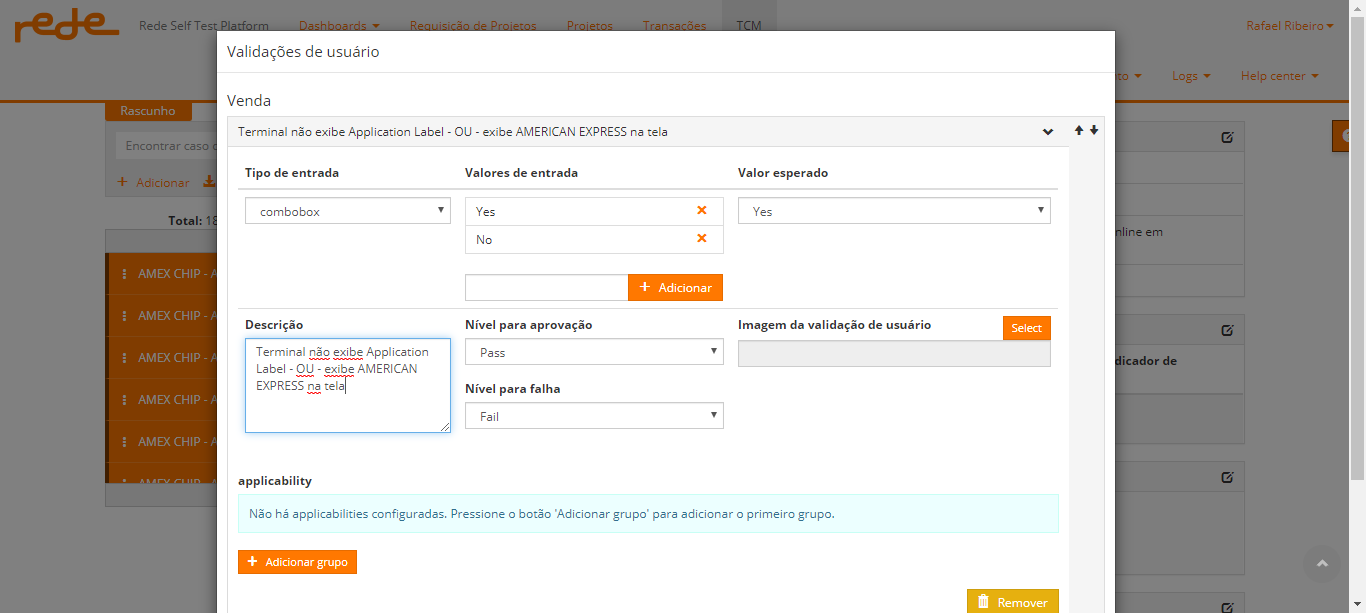 rede
Rede Self Test Platform
Dashboards
Requisição de Projetos
Projetos
Transações
TCM
Rafael Ribeiro
Logs
Help center
Validações de usuário
Rascunho
Encontrar caso
Adicionar
Total: 18
Venda
Terminal não exibe Application Label - OU - exibe AMERICAN EXPRESS na tela
Tipo de entrada
Valores de entrada
Valor esperado
combobox
Yes
Yes
No
Adicionar
Descrição
Nível para aprovação
Imagem da validação de usuário
Select
Terminal não exibe Application
Label - OU - exibe AMERICAN
EXPRESS na tela
Pass
Nível para falha
Fail
applicability
Não há applicabilities configuradas. Pressione o botão 'Adicionar grupo' para adicionar o primeiro grupo.
Adicionar grupo
Remover
AMEX CHIP - A
AMEX CHIP - A
AMEX CHIP - A
AMEX CHIP - A
AMEX CHIP - A
AMEX CHIP - A
nline em
dicador de